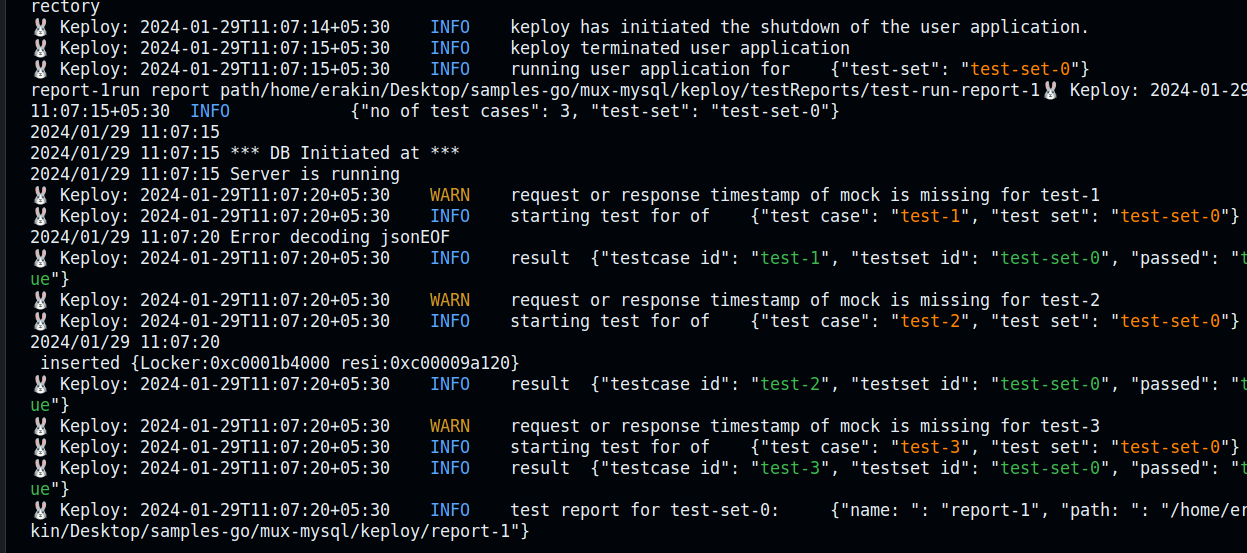 rectory
🐰 Keploy: 2024-01-29T11:07:14+05:30    INFO    keploy has initiated the shutdown of the user application.
🐰 Keploy: 2024-01-29T11:07:15+05:30    INFO    keploy terminated user application
🐰 Keploy: 2024-01-29T11:07:15+05:30    INFO    running user application for    {"test-set": "test-set-0"}
report-1run report path/home/erakin/Desktop/samples-go/mux-mysql/keploy/testReports/test-run-report-1🐰 Keploy: 2024-01-29
11:07:15+05:30  INFO            {"no of test cases": 3, "test-set": "test-set-0"}
2024/01/29 11:07:15
2024/01/29 11:07:15 *** DB Initiated at ***
2024/01/29 11:07:15 Server is running
🐰 Keploy: 2024-01-29T11:07:20+05:30    WARN    request or response timestamp of mock is missing for test-1
🐰 Keploy: 2024-01-29T11:07:20+05:30    INFO    starting test for of    {"test case": "test-1", "test set": "test-set-0"}
2024/01/29 11:07:20 Error decoding jsonEOF
🐰 Keploy: 2024-01-29T11:07:20+05:30    INFO    result  {"testcase id": "test-1", "testset id": "test-set-0", "passed": "t
ue"}
🐰 Keploy: 2024-01-29T11:07:20+05:30    WARN    request or response timestamp of mock is missing for test-2
🐰 Keploy: 2024-01-29T11:07:20+05:30    INFO    starting test for of    {"test case": "test-2", "test set": "test-set-0"}
2024/01/29 11:07:20
 inserted {Locker:0xc0001b4000 resi:0xc00009a120}
🐰 Keploy: 2024-01-29T11:07:20+05:30    INFO    result  {"testcase id": "test-2", "testset id": "test-set-0", "passed": "t
ue"}
🐰 Keploy: 2024-01-29T11:07:20+05:30    WARN    request or response timestamp of mock is missing for test-3
🐰 Keploy: 2024-01-29T11:07:20+05:30    INFO    starting test for of    {"test case": "test-3", "test set": "test-set-0"}
🐰 Keploy: 2024-01-29T11:07:20+05:30    INFO    result  {"testcase id": "test-3", "testset id": "test-set-0", "passed": "t
ue"}
🐰 Keploy: 2024-01-29T11:07:20+05:30    INFO    test report for test-set-0:     {"name: ": "report-1", "path: ": "/home/er
kin/Desktop/samples-go/mux-mysql/keploy/report-1"}